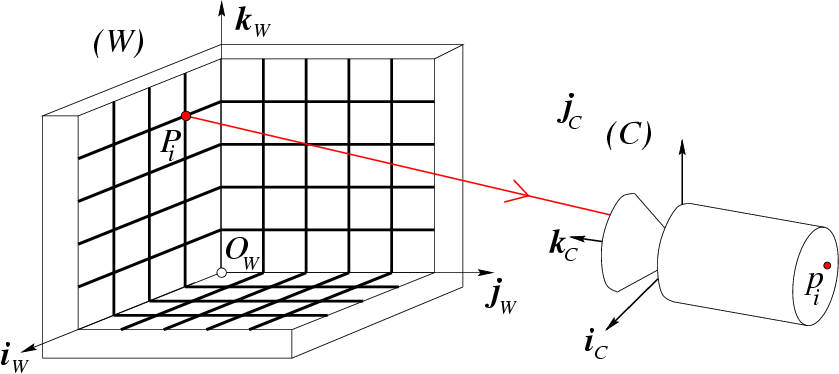 k_W
(W)
j_C
(C)
P_i
O_W
k_C
p_i
j_W
i_C
i_W